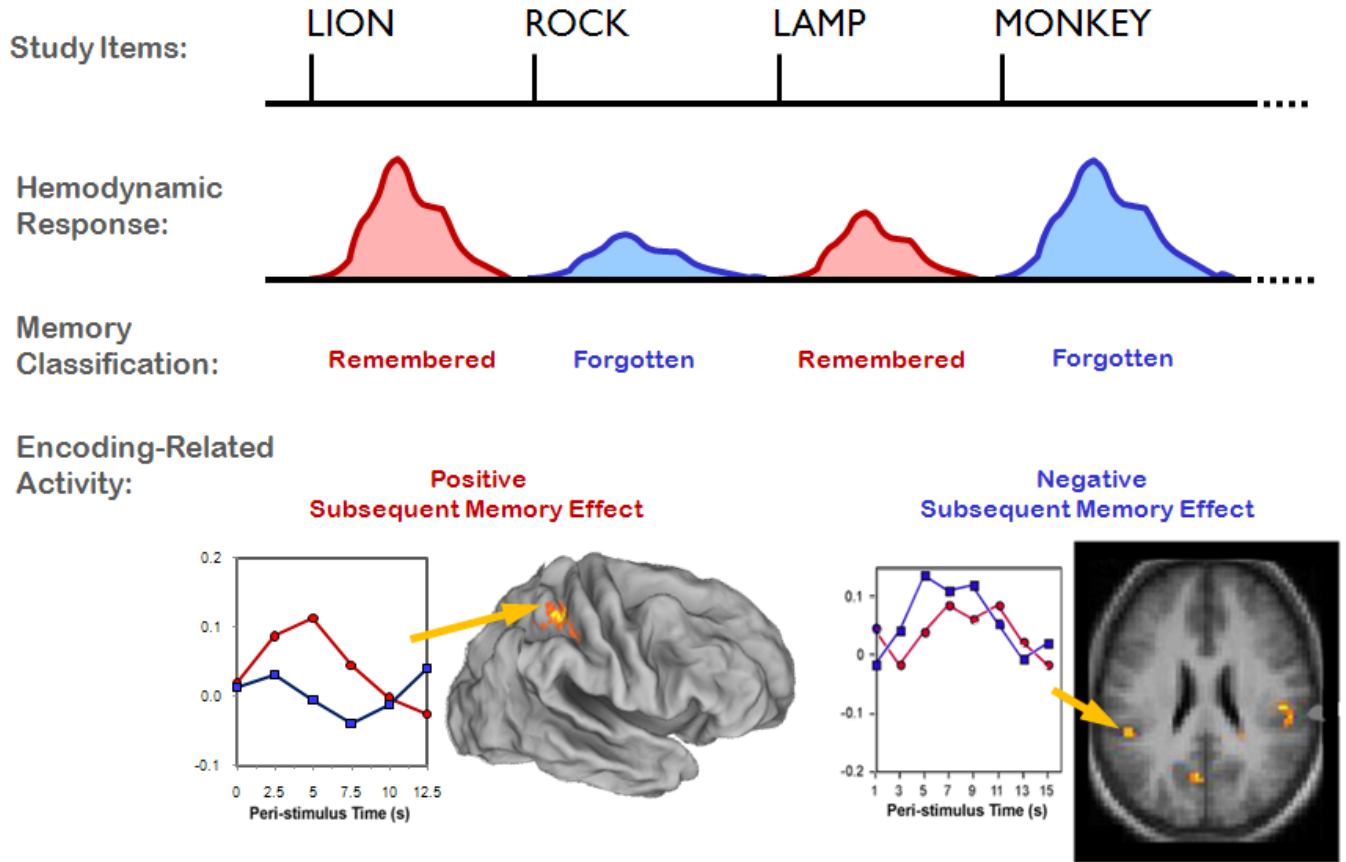 Study Items:
LION ROCK LAMP MONKEY
Hemodynamic
Response:
Memory
Classification:
Remembered Forgotten Remembered Forgotten
Encoding-Related
Activity:
Positive
Subsequent Memory Effect
Negative
Subsequent Memory Effect
0.2
0.1
0.0
-0.1
0 2.5 5 7.5 10 12.5
Peri-stimulus Time (s)
0.1
0
-0.1
-0.2
1 3 5 7 9 11 13 15
Peri-stimulus Time (s)